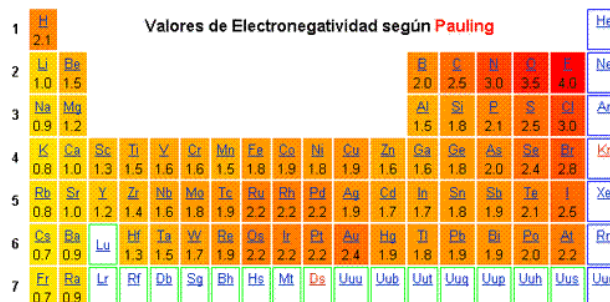 Valores de Electronegatividad según Pauling
1 H He
2.1
2 Li Be B C N O F Ne
1.0 1.5 2.0 2.5 3.0 3.5 4.0
3 Na Mg Al Si P S Cl Ar
0.9 1.2 1.5 1.8 2.1 2.5 3.0
4 K Ca Sc Ti V Cr Mn Fe Co Ni Cu Zn Ga Ge As Se Br Kr
0.8 1.0 1.3 1.5 1.6 1.6 1.5 1.8 1.9 1.8 1.9 1.6 1.6 1.8 2.0 2.4 2.8
5 Rb Sr Y Zr Nb Mo Tc Ru Rh Pd Ag Cd In Sn Sb Te I Xe
0.8 1.0 1.2 1.4 1.6 1.8 1.9 2.2 2.2 2.2 1.9 1.7 1.7 1.8 1.9 2.1 2.5
6 Cs Ba Lu Hf Ta W Re Os Ir Pt Au Hg Tl Pb Bi Po At Rn
0.7 0.9 1.3 1.5 1.7 1.9 2.2 2.2 2.2 2.4 1.9 1.8 1.9 1.9 2.0 2.2
7 Fr Ra Lr Rf Db Sg Bh Hs Mt Ds Uuu Uub Uut Uuq Uup Uuh Uus
0.7 0.9